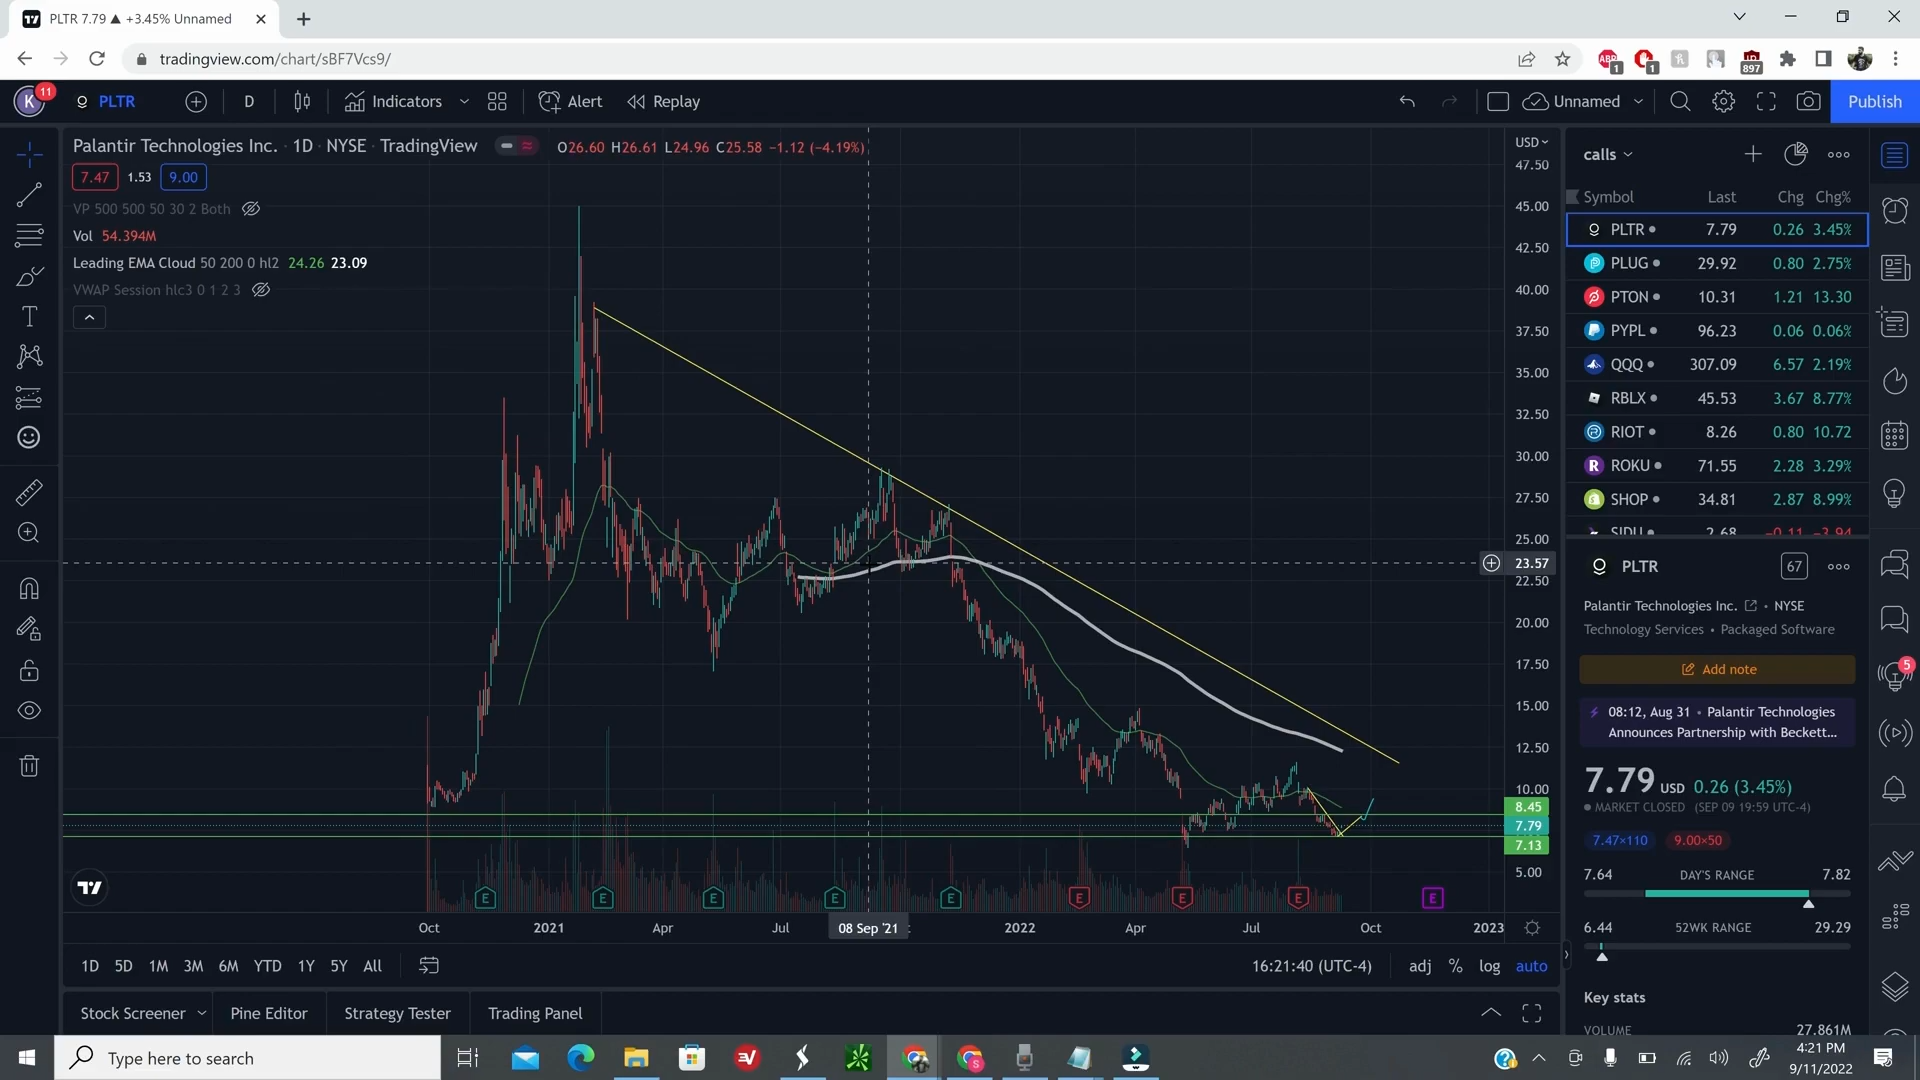 PLTR 7.79 ▲ +3.45% Unnamed
tradingview.com/chart/sBF7Vcs9/
1
1
897
K 11 PLTR D Indicators Alert Replay Unnamed Publish
Palantir Technologies Inc. · 1D · NYSE · TradingView O26.60 H26.61 L24.96 C25.58 −1.12 (−4.19%)
7.47 1.53 9.00
VP 500 500 50 30 2 Both
Vol 54.394M
Leading EMA Cloud 50 200 0 hl2 24.26 23.09
VWAP Session hlc3 0 1 2 3
USD
47.50
45.00
42.50
40.00
37.50
35.00
32.50
30.00
27.50
25.00
23.57
22.50
20.00
17.50
15.00
12.50
10.00
8.45
7.79
7.13
5.00
E E E E E E E E E
Oct 2021 Apr Jul 08 Sep '21 2022 Apr Jul Oct 2023
1D 5D 1M 3M 6M YTD 1Y 5Y All 16:21:40 (UTC-4) adj % log auto
Stock Screener Pine Editor Strategy Tester Trading Panel
calls
Symbol Last Chg Chg%
PLTR 7.79 0.26 3.45%
PLUG 29.92 0.80 2.75%
PTON 10.31 1.21 13.30
PYPL 96.23 0.06 0.06%
QQQ 307.09 6.57 2.19%
RBLX 45.53 3.67 8.77%
RIOT 8.26 0.80 10.72
ROKU 71.55 2.28 3.29%
SHOP 34.81 2.87 8.99%
2.68 −0.11 −3.94
PLTR 67
Palantir Technologies Inc. • NYSE
Technology Services • Packaged Software
Add note
08:12, Aug 31 • Palantir Technologies
Announces Partnership with Beckett...
7.79 USD 0.26 (3.45%)
MARKET CLOSED (SEP 09 19:59 UTC-4)
7.47×110 9.00×50
7.64 DAY'S RANGE 7.82
6.44 52WK RANGE 29.29
Key stats
VOLUME 27.861M
5
Type here to search
4:21 PM
9/11/2022